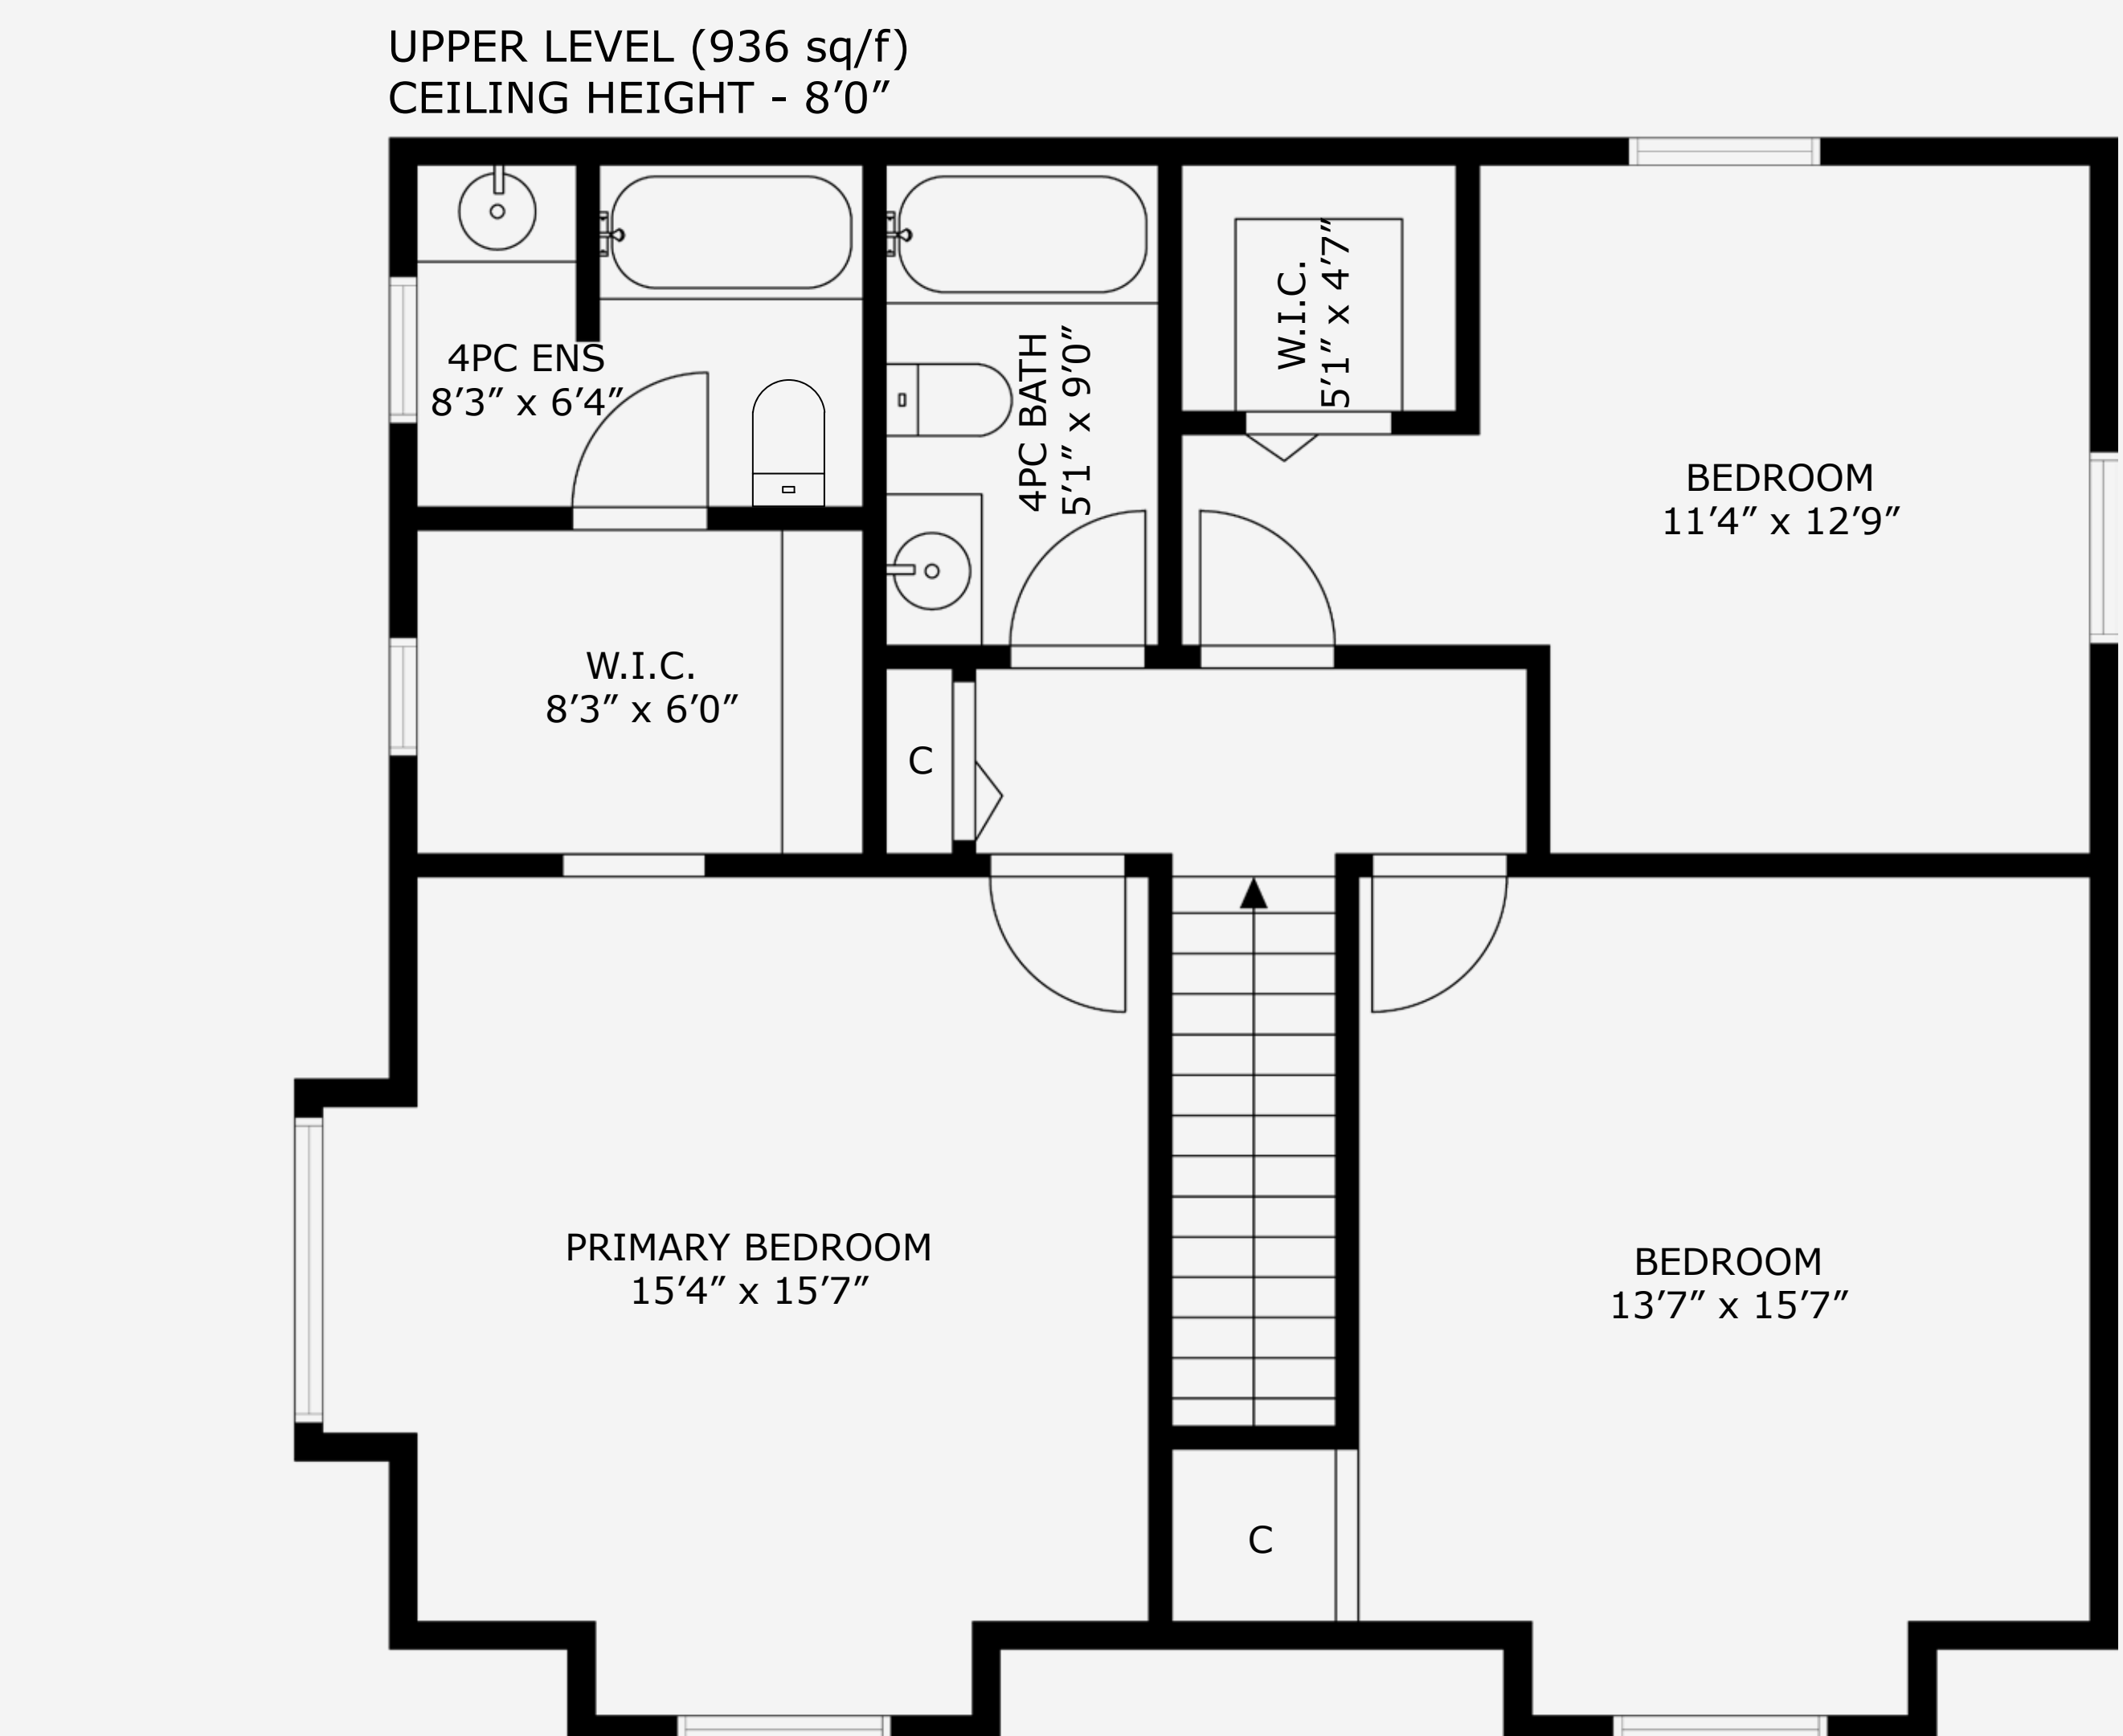 UPPER LEVEL (936 sq/f)
CEILING HEIGHT - 8′0″
4PC ENS
8′3″ x 6′4″
4PC BATH
5′1″ x 9′0″
W.I.C.
5′1″ x 4′7″
BEDROOM
11′4″ x 12′9″
W.I.C.
8′3″ x 6′0″
C
PRIMARY BEDROOM
15′4″ x 15′7″
BEDROOM
13′7″ x 15′7″
C